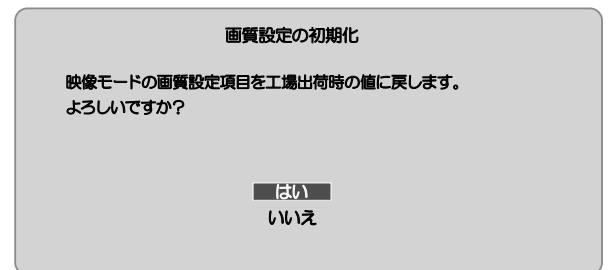 画質設定の初期化
映像モードの画質設定項目を工場出荷時の値に戻します。
よろしいですか?
はい
いいえ